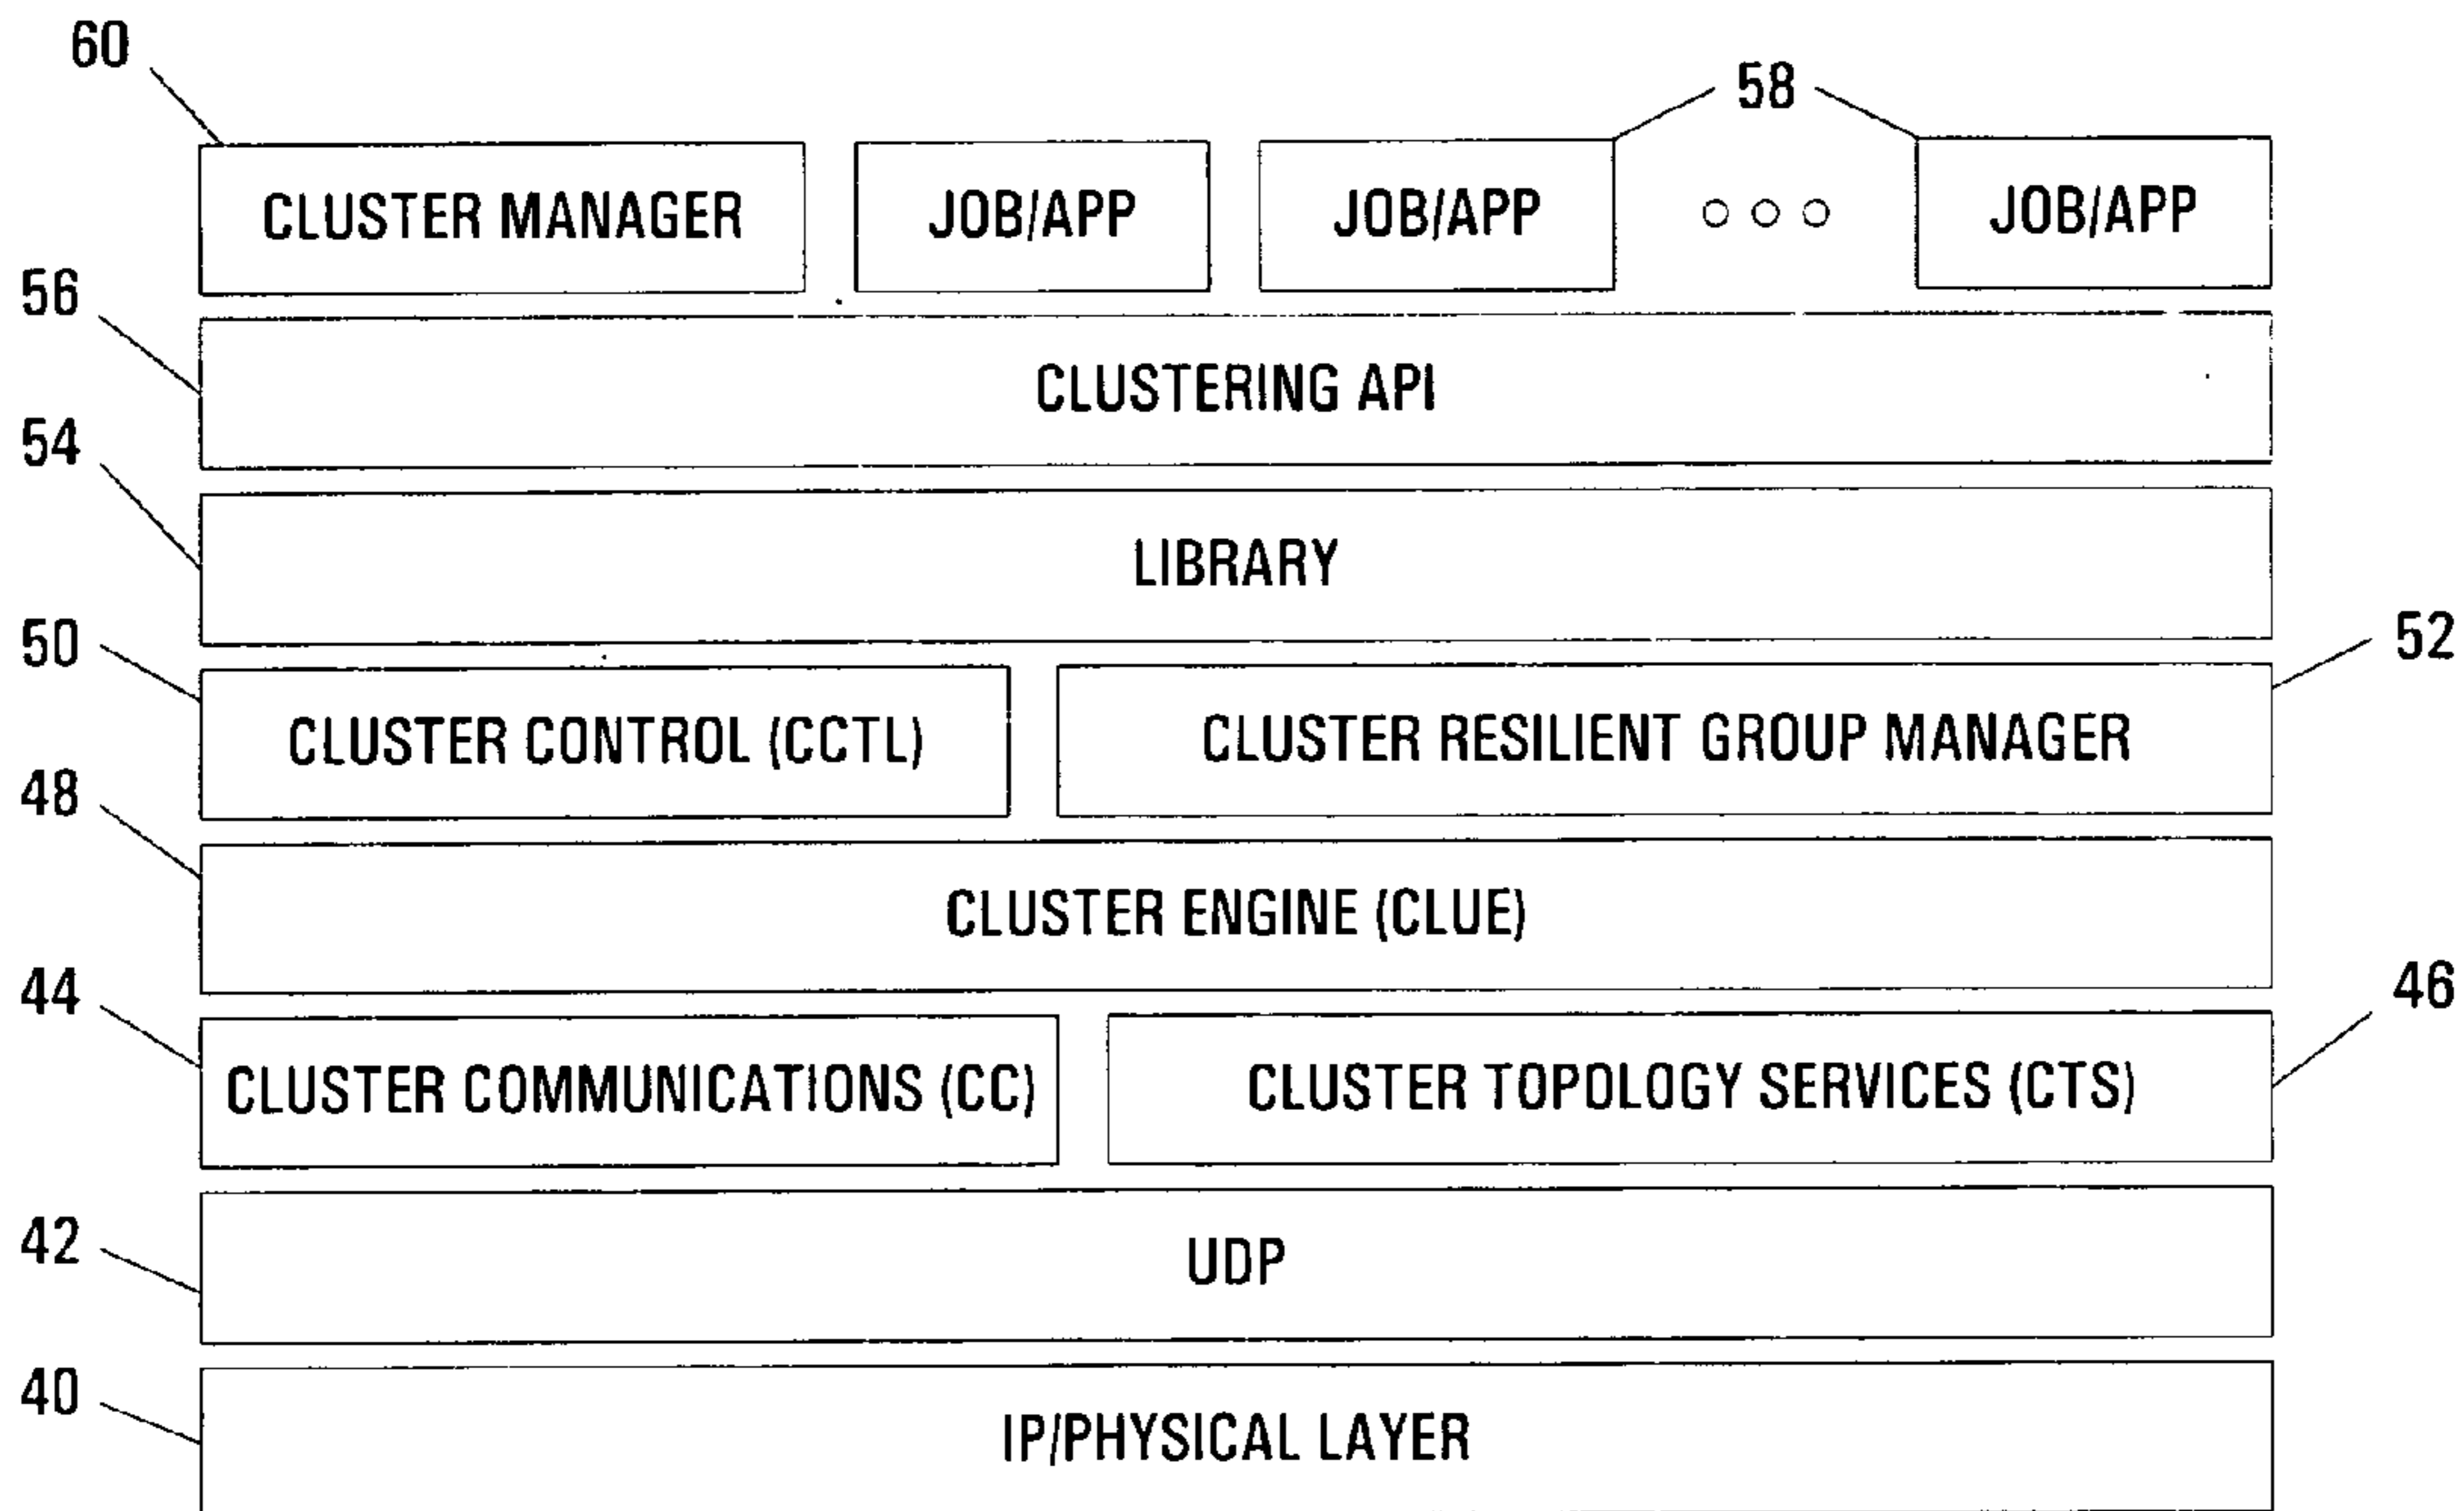 60
58
CLUSTER MANAGER
JOB/APP
JOB/APP
JOB/APP
56
CLUSTERING API
54
LIBRARY
50
52
CLUSTER CONTROL (CCTL)
CLUSTER RESILIENT GROUP MANAGER
48
CLUSTER ENGINE (CLUE)
44
46
CLUSTER COMMUNICATIONS (CC)
CLUSTER TOPOLOGY SERVICES (CTS)
42
UDP
40
IP/PHYSICAL LAYER